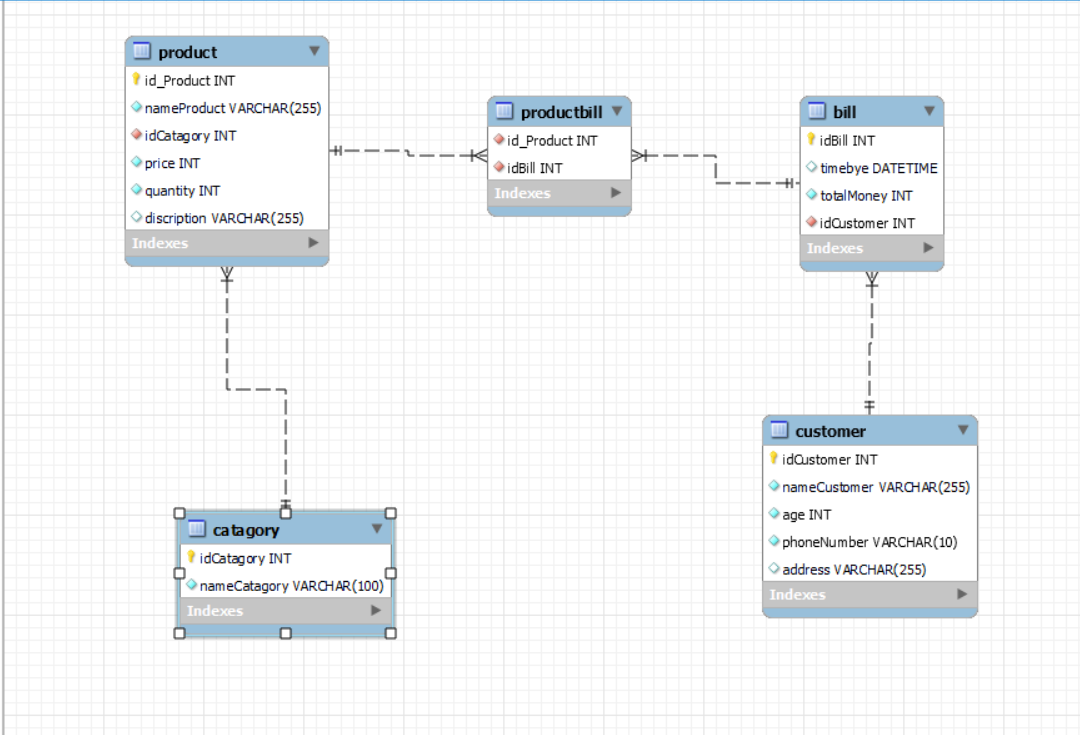 product
id_Product INT
nameProduct VARCHAR(255)
idCatagory INT
price INT
quantity INT
discription VARCHAR(255)
Indexes
productbill
id_Product INT
idBill INT
Indexes
bill
idBill INT
timebye DATETIME
totalMoney INT
idCustomer INT
Indexes
catagory
idCatagory INT
nameCatagory VARCHAR(100)
Indexes
customer
idCustomer INT
nameCustomer VARCHAR(255)
age INT
phoneNumber VARCHAR(10)
address VARCHAR(255)
Indexes